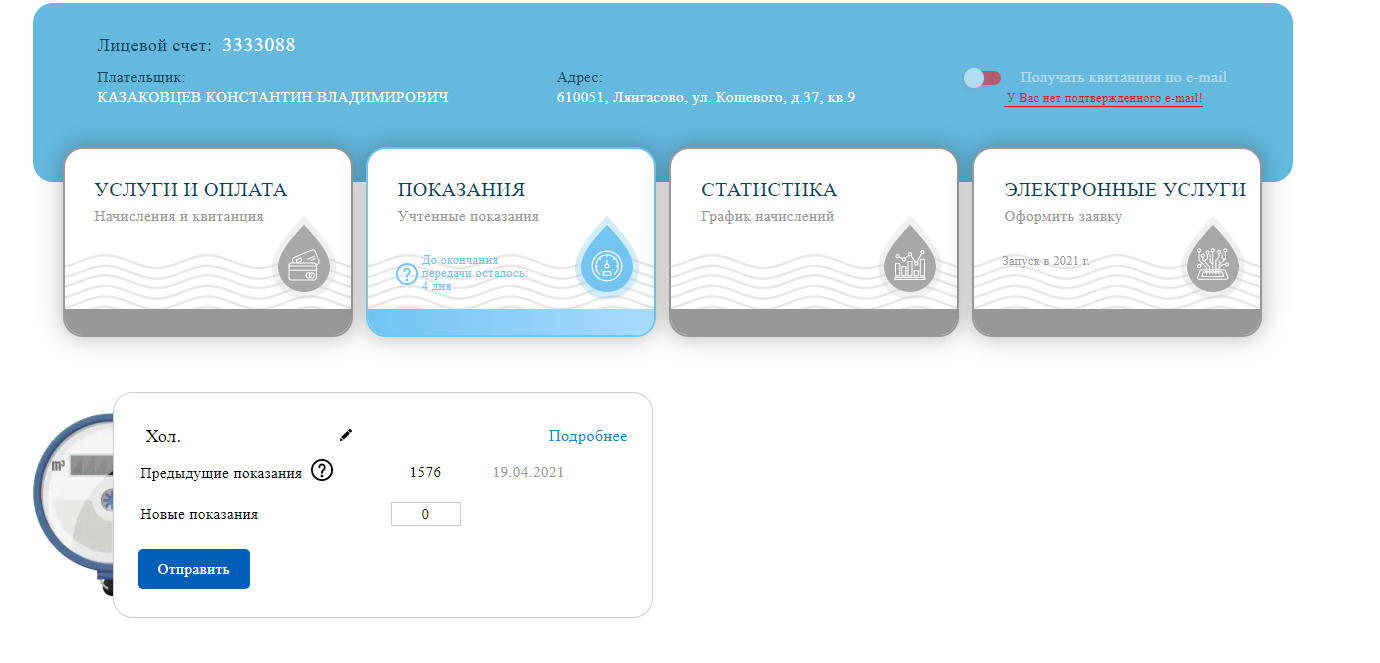 Лицевой счет: 3333088
Плательщик:
КАЗАКОВЦЕВ КОНСТАНТИН ВЛАДИМИРОВИЧ
Адрес:
610051, Лянгасово, ул. Кошевого, д.37, кв.9
Получать квитанции по e-mail
У Вас нет подтвержденного e-mail!
УСЛУГИ И ОПЛАТА
Начисления и квитанция
ПОКАЗАНИЯ
Учтенные показания
? До окончания
передачи осталось:
4 дня
СТАТИСТИКА
График начислений
ЭЛЕКТРОННЫЕ УСЛУГИ
Оформить заявку
Запуск в 2021 г.
m³
Хол.
Подробнее
Предыдущие показания ? 1576 19.04.2021
Новые показания 0
Отправить